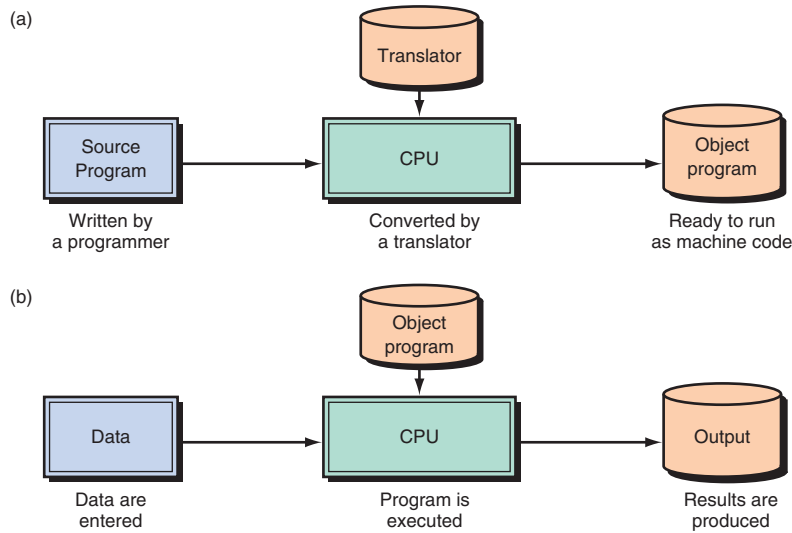 (a)
Translator
Source
Program
CPU
Object
program
Written by
a programmer
Converted by
a translator
Ready to run
as machine code
(b)
Object
program
Data
CPU
Output
Data are
entered
Program is
executed
Results are
produced